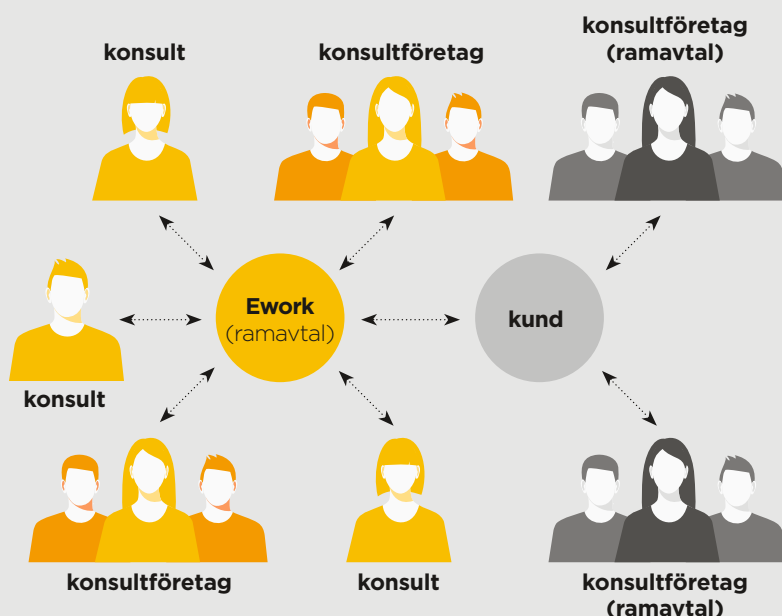 konsult
konsultföretag
konsultföretag
(ramavtal)
Ework
(ramavtal)
kund
konsult
konsultföretag
konsult
konsultföretag
(ramavtal)